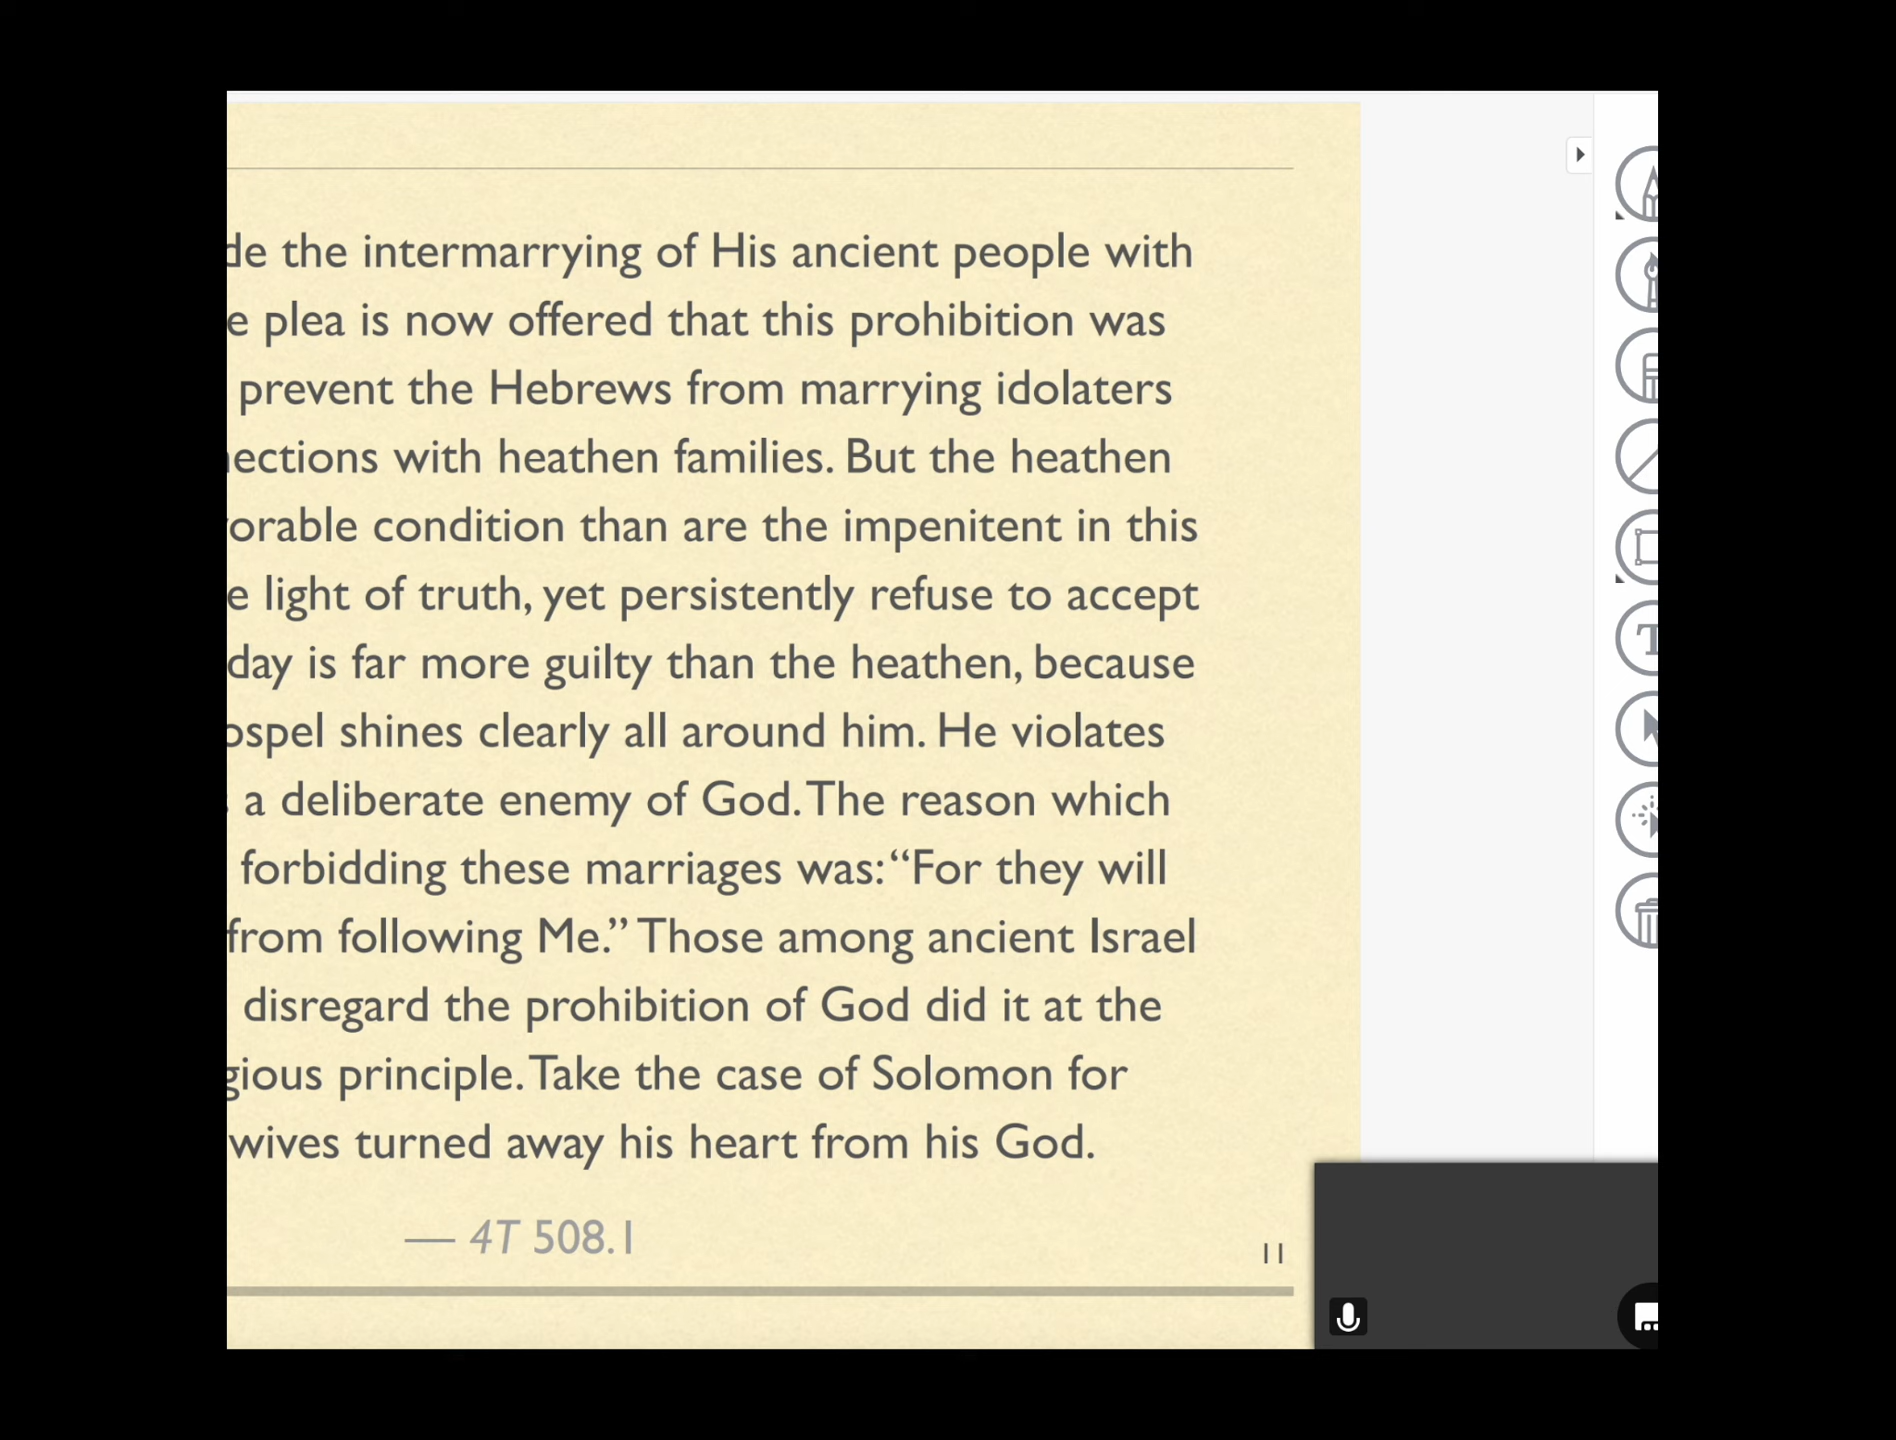 de the intermarrying of His ancient people with
e plea is now offered that this prohibition was
prevent the Hebrews from marrying idolaters
ections with heathen families. But the heathen
orable condition than are the impenitent in this
e light of truth, yet persistently refuse to accept
day is far more guilty than the heathen, because
ospel shines clearly all around him. He violates
a deliberate enemy of God. The reason which
forbidding these marriages was: “For they will
from following Me.” Those among ancient Israel
disregard the prohibition of God did it at the
gious principle. Take the case of Solomon for
wives turned away his heart from his God.
— 4T 508.1
11
T